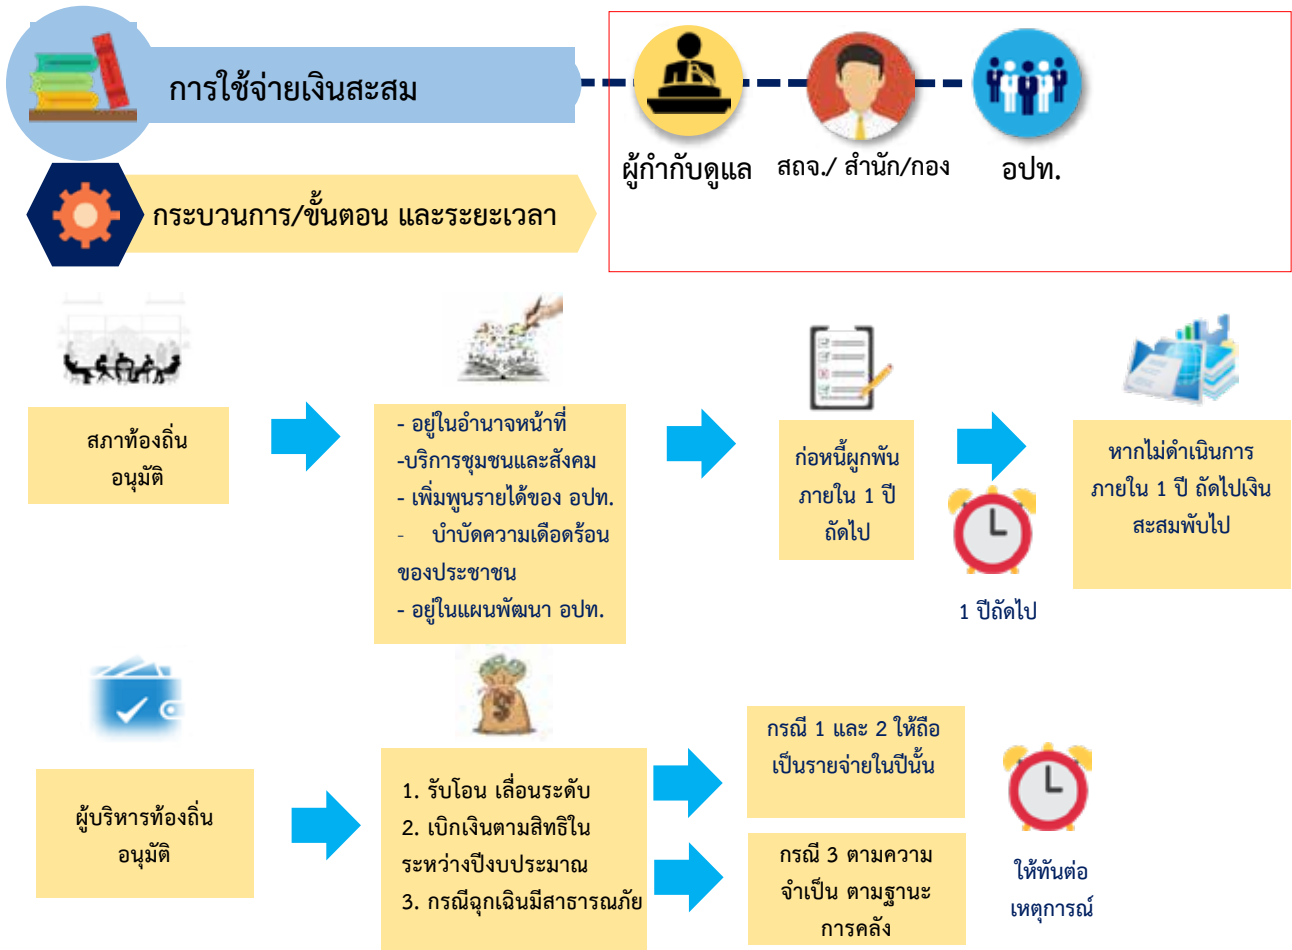 การใช้จ่ายเงินสะสม
ผู้กำกับดูแล
สถจ./ สำนัก/กอง
อปท.
กระบวนการ/ขั้นตอน และระยะเวลา
สภาท้องถิ่น
อนุมัติ
- อยู่ในอำนาจหน้าที่
-บริการชุมชนและสังคม
- เพิ่มพูนรายได้ของ อปท.
- บำบัดความเดือดร้อน
ของประชาชน
- อยู่ในแผนพัฒนา อปท.
ก่อหนี้ผูกพัน
ภายใน 1 ปี
ถัดไป
1 ปีถัดไป
หากไม่ดำเนินการ
ภายใน 1 ปี ถัดไปเงิน
สะสมพับไป
ผู้บริหารท้องถิ่น
อนุมัติ
1. รับโอน เลื่อนระดับ
2. เบิกเงินตามสิทธิใน
ระหว่างปีงบประมาณ
3. กรณีฉุกเฉินมีสาธารณภัย
กรณี 1 และ 2 ให้ถือ
เป็นรายจ่ายในปีนั้น
กรณี 3 ตามความ
จำเป็น ตามฐานะ
การคลัง
ให้ทันต่อ
เหตุการณ์